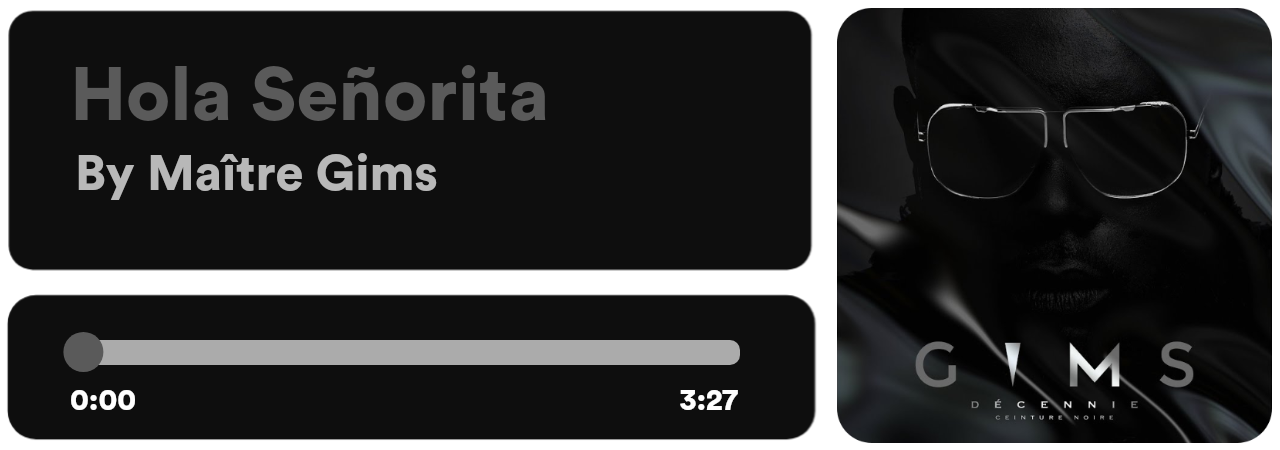 Hola Señorita
By Maître Gims
0:00
3:27
GIMS
DÉCENNIE
CEINTURE NOIRE